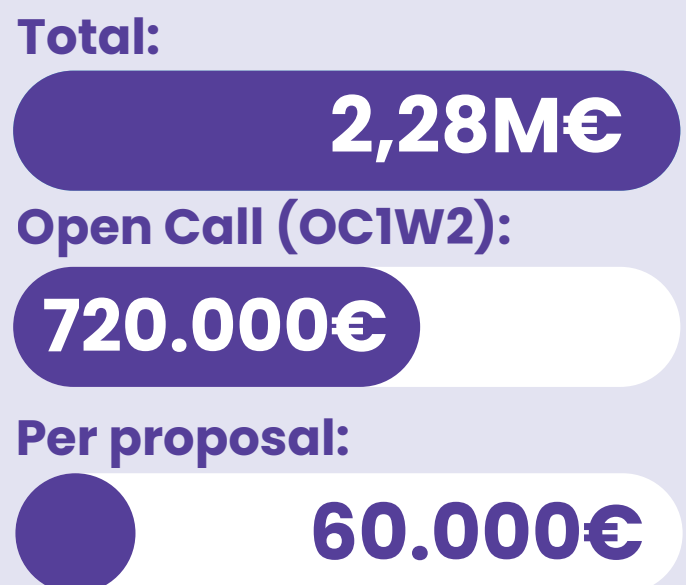 Total:
2,28M€
Open Call (OC1W2):
720.000€
Per proposal:
60.000€